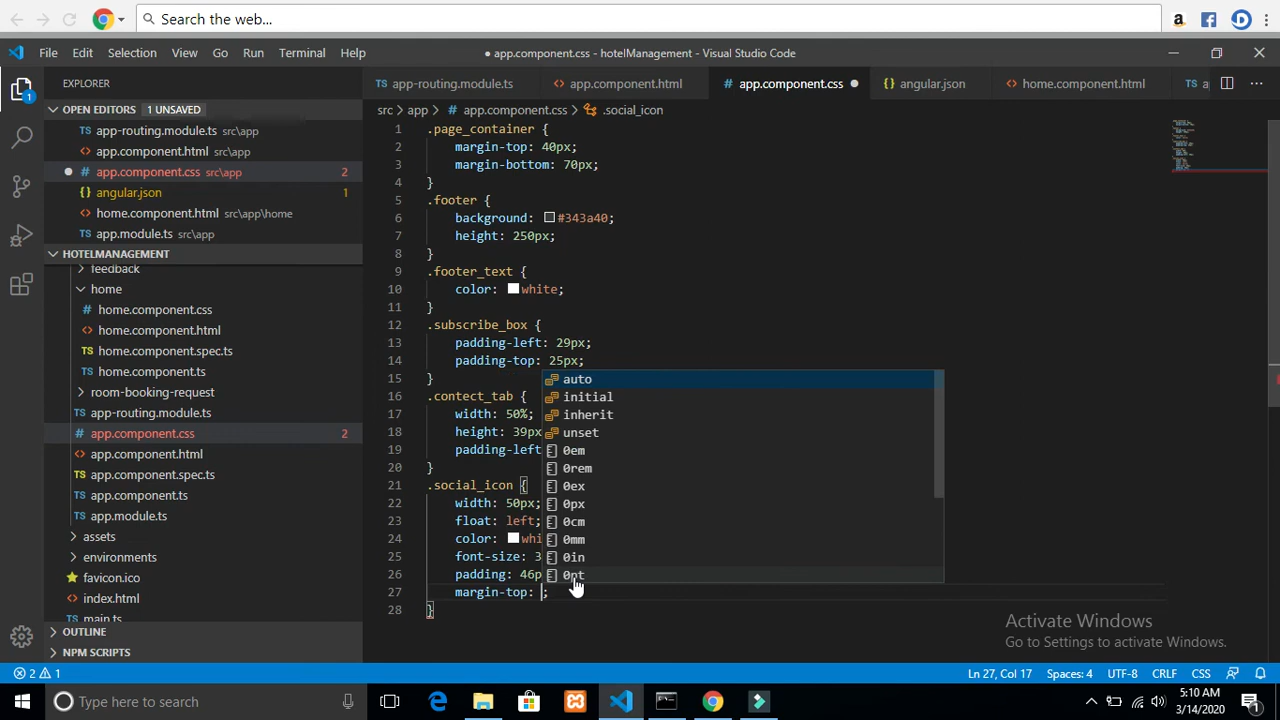 Search the web...
File Edit Selection View Go Run Terminal Help
● app.component.css - hotelManagement - Visual Studio Code
EXPLORER
OPEN EDITORS 1 UNSAVED
TS app-routing.module.ts src\app
<> app.component.html src\app
# app.component.css src\app 2
{} angular.json 1
<> home.component.html src\app\home
TS app.module.ts src\app
HOTELMANAGEMENT
feedback
home
# home.component.css
<> home.component.html
TS home.component.spec.ts
TS home.component.ts
room-booking-request
TS app-routing.module.ts
# app.component.css 2
<> app.component.html
TS app.component.spec.ts
TS app.component.ts
TS app.module.ts
assets
environments
favicon.ico
<> index.html
TS main.ts
OUTLINE
NPM SCRIPTS
1
TS app-routing.module.ts <> app.component.html # app.component.css ● {} angular.json <> home.component.html TS a
src > app > # app.component.css > .social_icon
1 .page_container {
2 margin-top: 40px;
3 margin-bottom: 70px;
4 }
5 .footer {
6 background: #343a40;
7 height: 250px;
8 }
9 .footer_text {
10 color: white;
11 }
12 .subscribe_box {
13 padding-left: 29px;
14 padding-top: 25px;
15 }
16 .contect_tab {
17 width: 50%;
18 height: 39px
19 padding-left
20 }
21 .social_icon {
22 width: 50px;
23 float: left;
24 color: whi
25 font-size: 3
26 padding: 46p
27 margin-top: ;
28 }
auto
initial
inherit
unset
0em
0rem
0ex
0px
0cm
0mm
0in
0pt
Activate Windows
Go to Settings to activate Windows.
2 1 Ln 27, Col 17 Spaces: 4 UTF-8 CRLF CSS
Type here to search
5:10 AM
3/14/2020
1